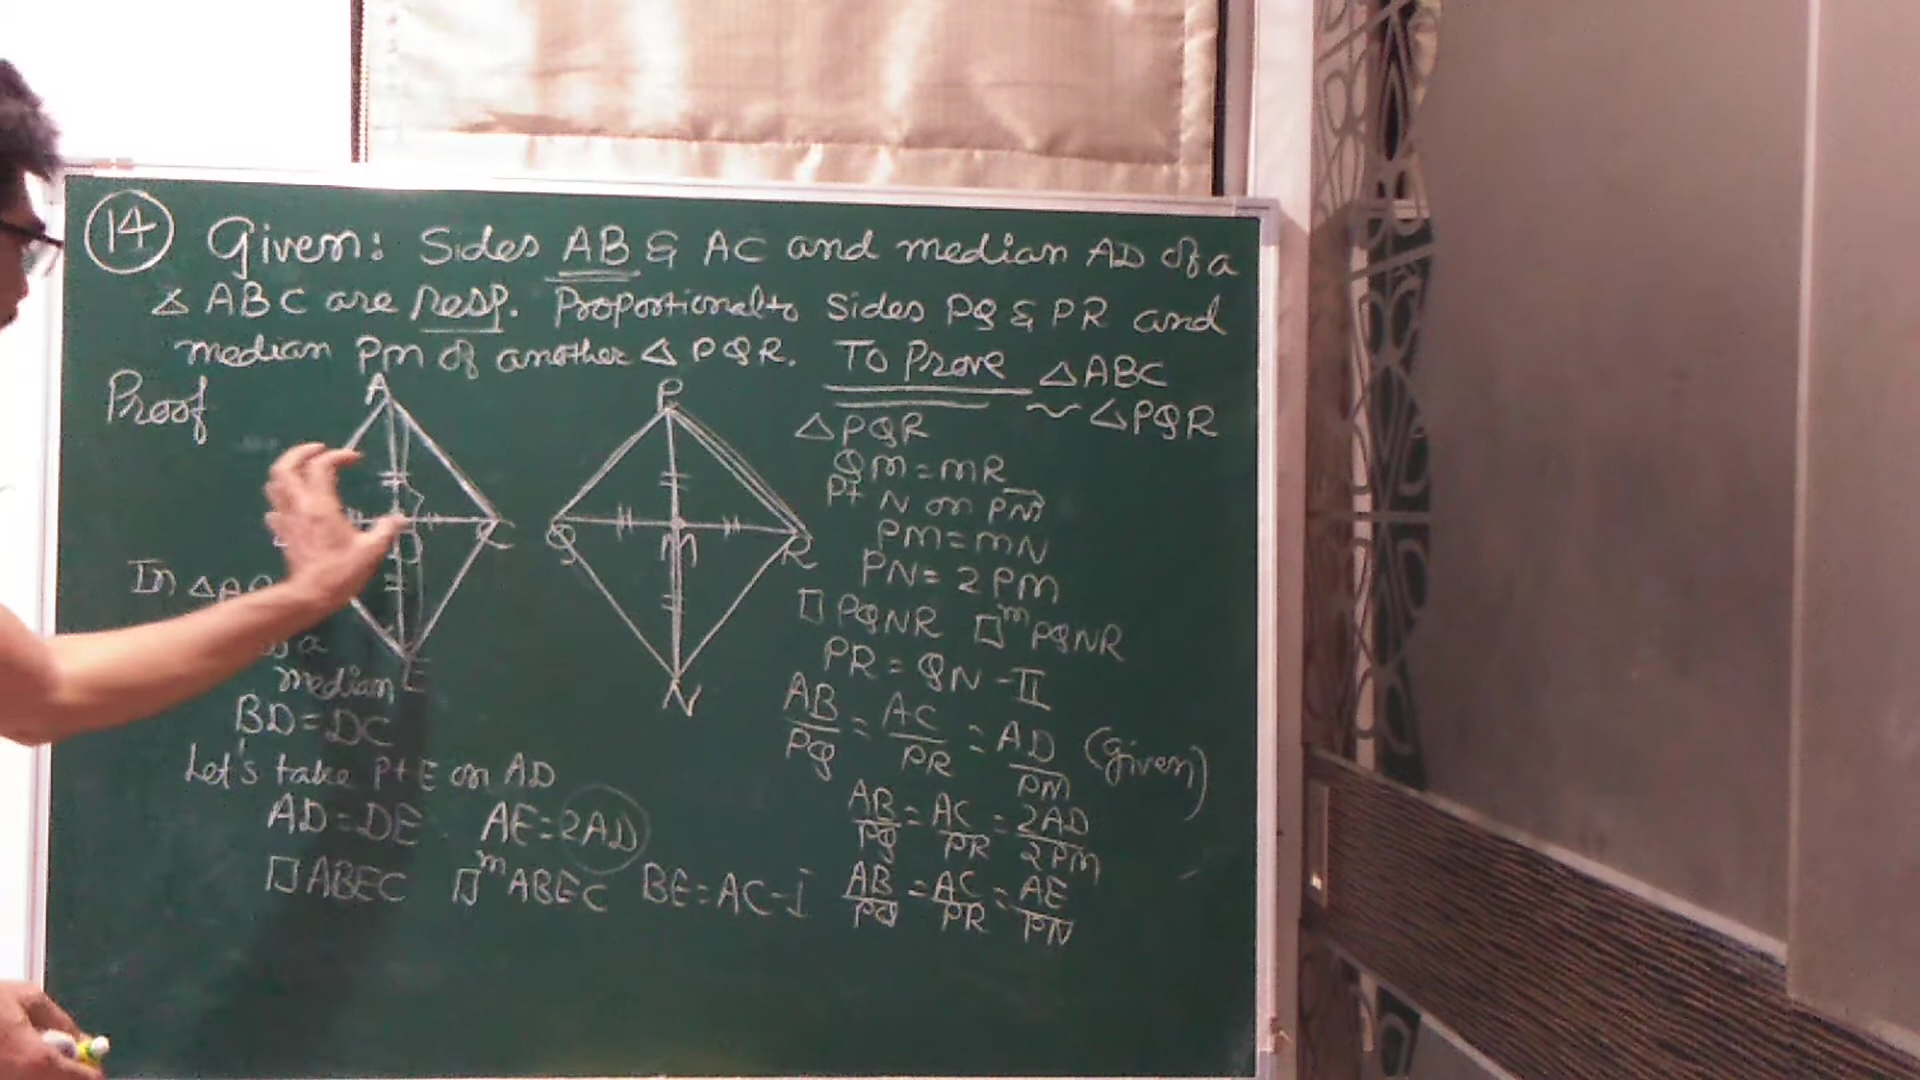 14 Given: Sides AB & AC and median AD of a
△ ABC are resp. Proportional to Sides PQ & PR and
median PM of another △ PQR. To Prove △ABC
~ △PQR
Proof
A
C
D
E
P
Q
M
R
N
In
is a
median
BD = DC
Let's take Pt E on AD
AD = DE AE = 2AD
□ ABEC □ᵐ ABEC BE = AC - I
△PQR
QM = MR
Pt N on PM
PM = MN
PN = 2PM
□ PQNR □ᵐ PQNR
PR = QN - II
AB/PQ = AC/PR = AD/PM (Given)
AB/PQ = AC/PR = 2AD/2PM
AB/PQ = AC/PR = AE/PN